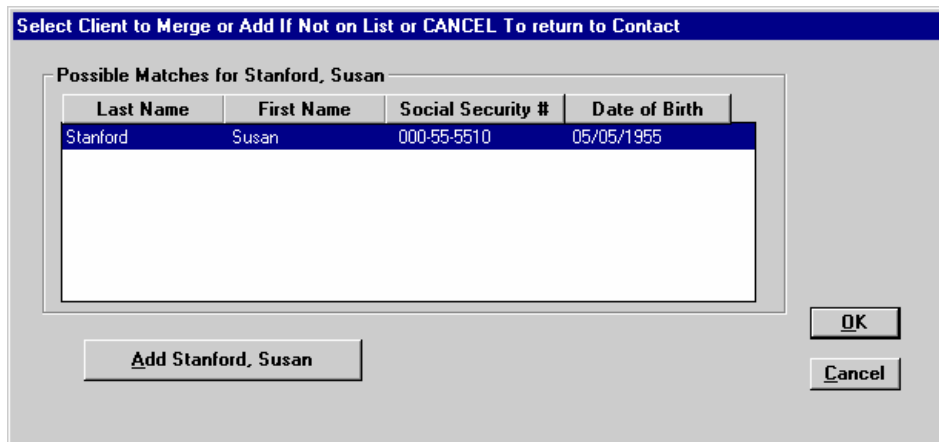 Select Client to Merge or Add If Not on List or CANCEL To return to Contact
Possible Matches for Stanford, Susan
Last Name First Name Social Security # Date of Birth
Stanford Susan 000-55-5510 05/05/1955
OK
Add Stanford, Susan
Cancel